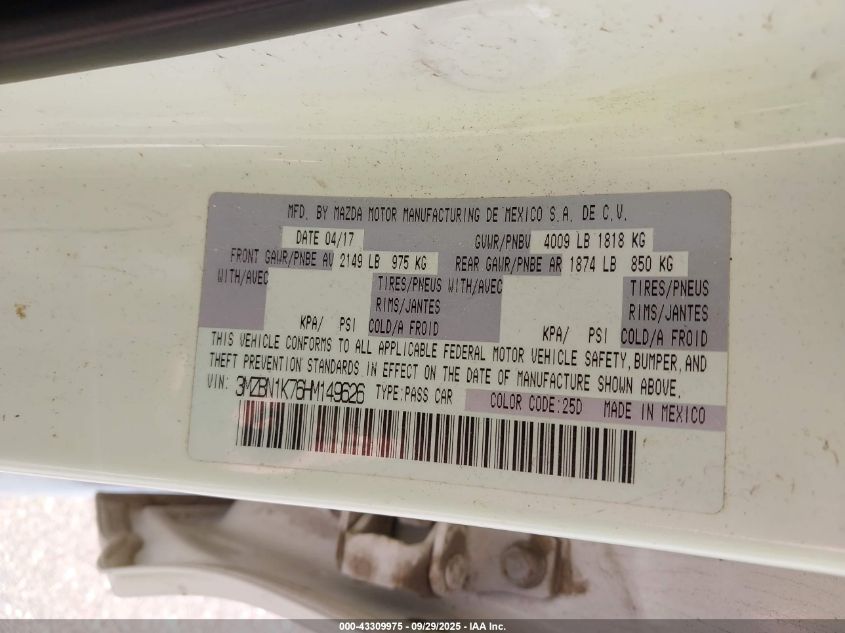 MFD. BY MAZDA MOTOR MANUFACTURING DE MEXICO S.A. DE C.V.
DATE 04/17 GVWR/PNBV 4009 LB 1818 KG
FRONT GAWR/PNBE AV 2149 LB 975 KG REAR GAWR/PNBE AR 1874 LB 850 KG
WITH/AVEC TIRES/PNEUS WITH/AVEC TIRES/PNEUS
RIMS/JANTES RIMS/JANTES
KPA/ PSI COLD/A FROID KPA/ PSI COLD/A FROID
THIS VEHICLE CONFORMS TO ALL APPLICABLE FEDERAL MOTOR VEHICLE SAFETY, BUMPER, AND
THEFT PREVENTION STANDARDS IN EFFECT ON THE DATE OF MANUFACTURE SHOWN ABOVE.
VIN: 3MZBN1K76HM149626 TYPE:PASS CAR COLOR CODE:25D MADE IN MEXICO
000-43309975 - 09/29/2025 - IAA Inc.